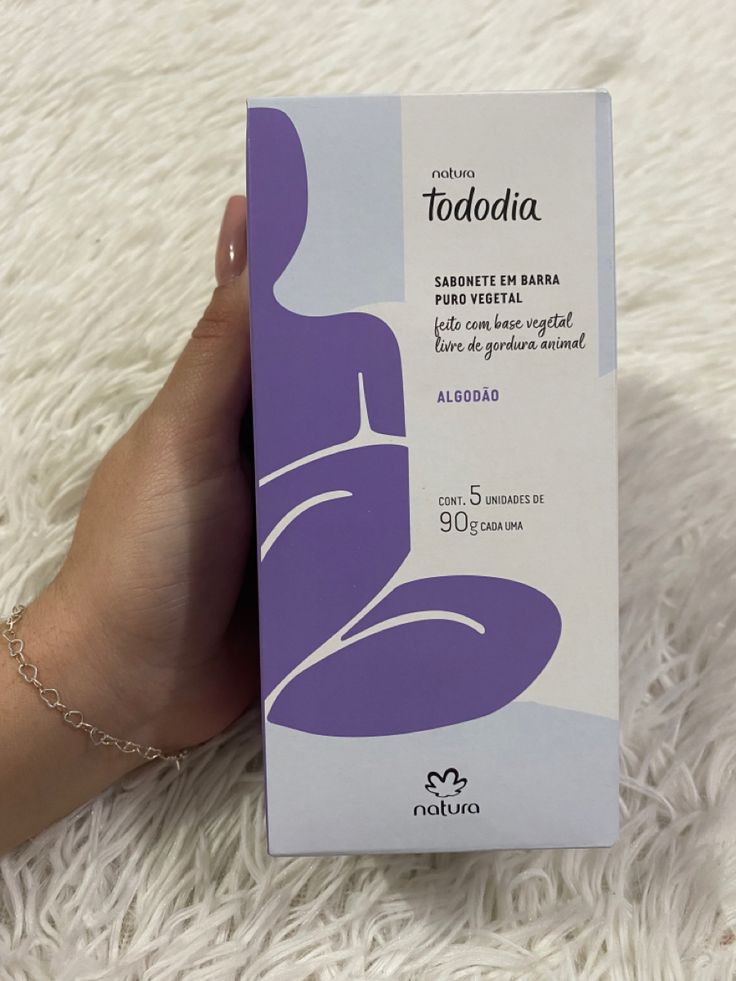 natura
tododia
SABONETE EM BARRA
PURO VEGETAL
feito com base vegetal
livre de gordura animal
ALGODÃO
CONT. 5 UNIDADES DE
90g CADA UMA
natura